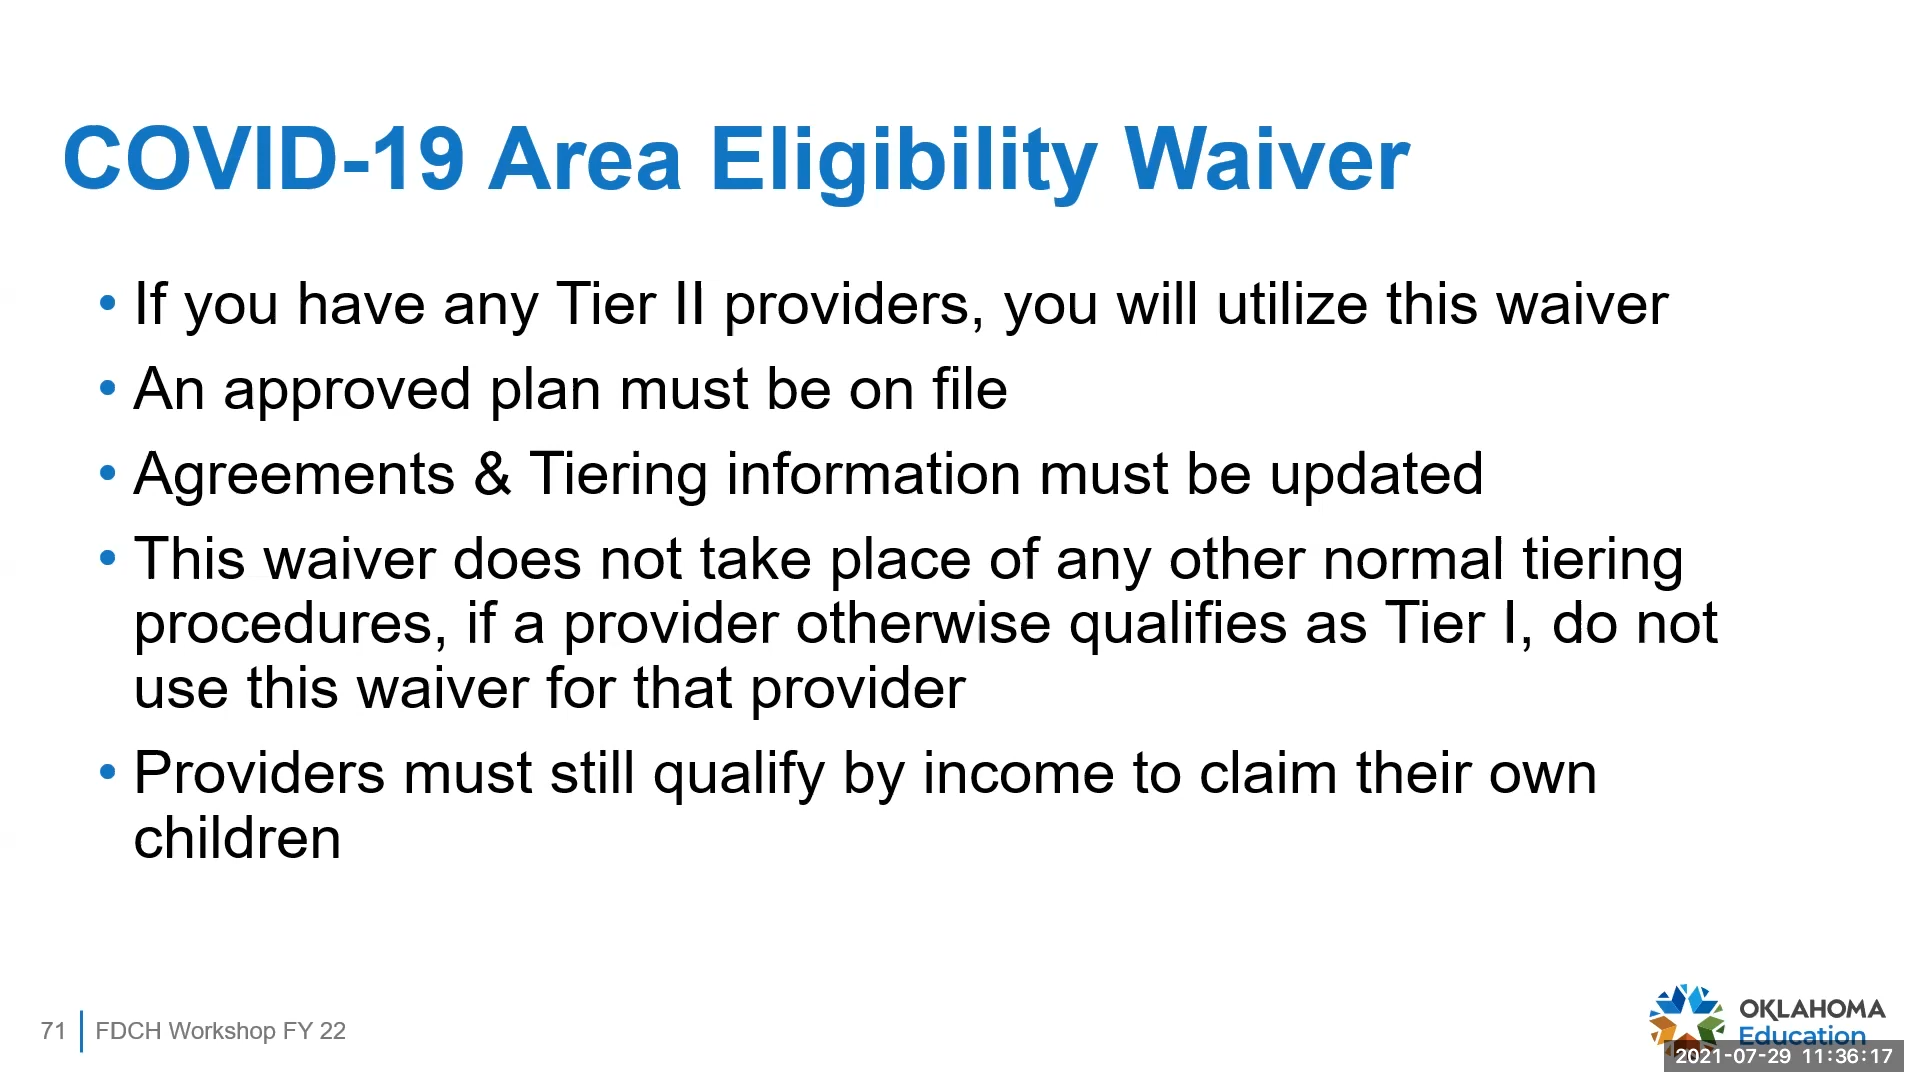 COVID-19 Area Eligibility Waiver
• If you have any Tier II providers, you will utilize this waiver
• An approved plan must be on file
• Agreements & Tiering information must be updated
• This waiver does not take place of any other normal tiering
procedures, if a provider otherwise qualifies as Tier I, do not
use this waiver for that provider
• Providers must still qualify by income to claim their own
children
71 FDCH Workshop FY 22
OKLAHOMA
Education
2021-07-29 11:36:17